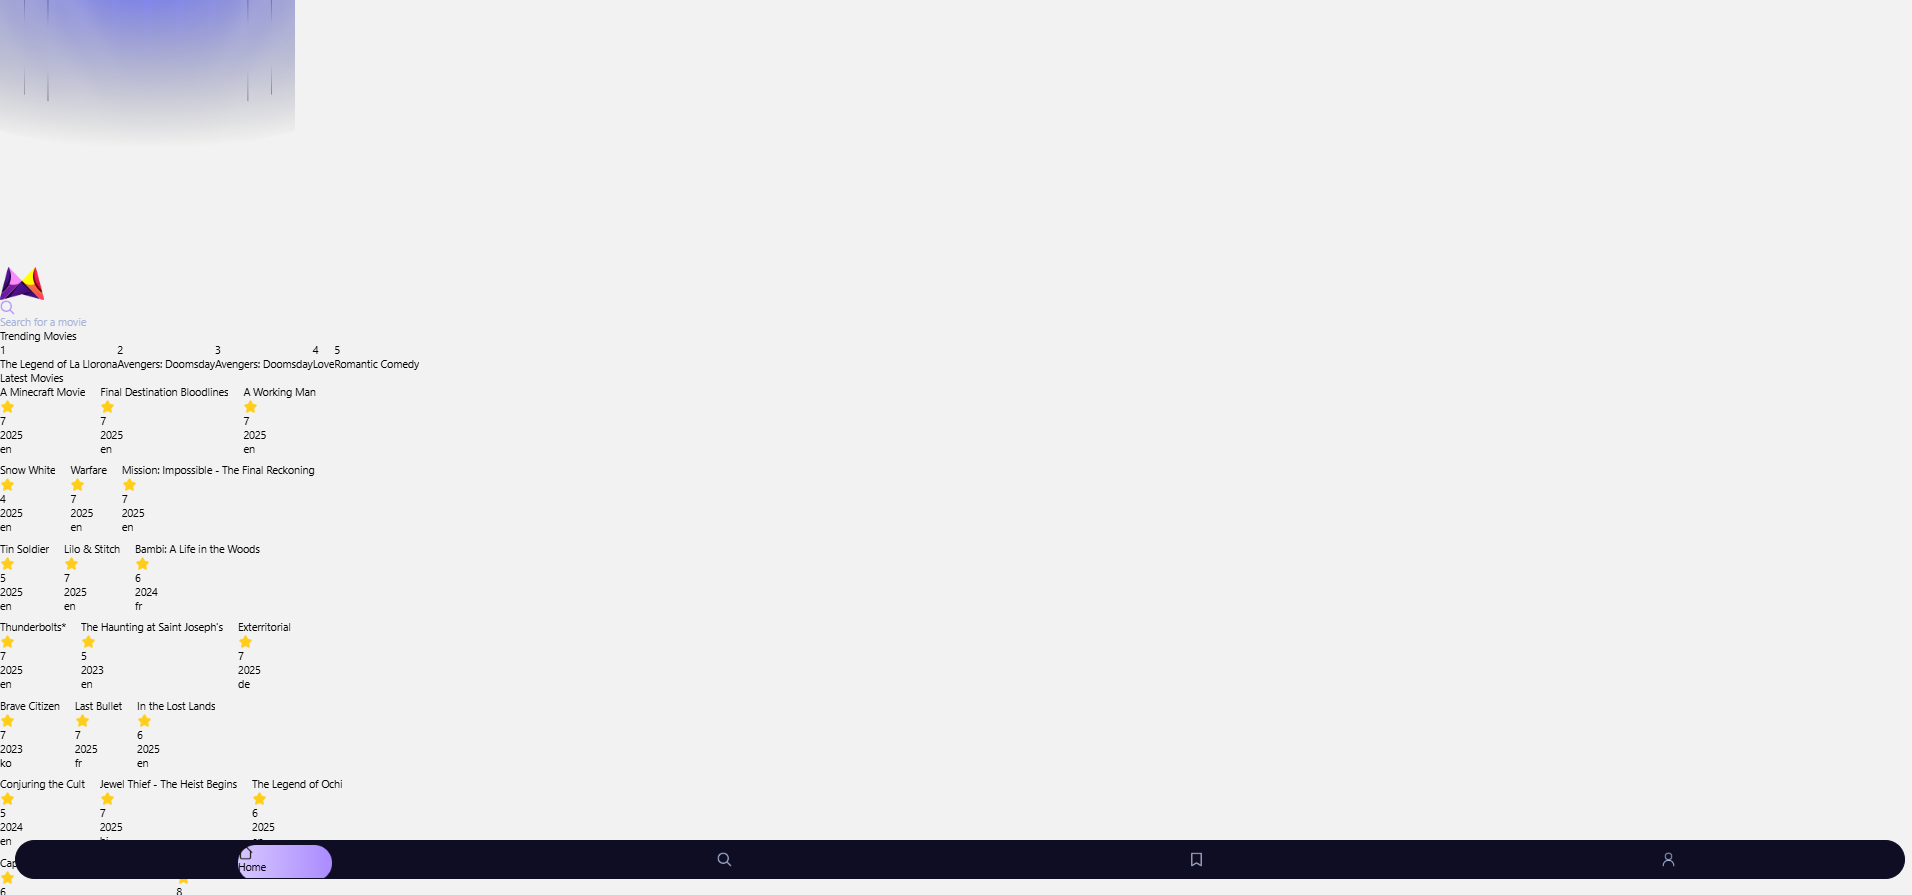 Search for a movie
Trending Movies
1 2 3 4 5
The Legend of La Llorona Avengers: Doomsday Avengers: Doomsday Love Romantic Comedy
Latest Movies
A Minecraft Movie Final Destination Bloodlines A Working Man
7 7 7
2025 2025 2025
en en en
Snow White Warfare Mission: Impossible - The Final Reckoning
4 7 7
2025 2025 2025
en en en
Tin Soldier Lilo & Stitch Bambi: A Life in the Woods
5 7 6
2025 2025 2024
en en fr
Thunderbolts* The Haunting at Saint Joseph's Exterritorial
7 5 7
2025 2023 2025
en en de
Brave Citizen Last Bullet In the Lost Lands
7 7 6
2023 2025 2025
ko fr en
Conjuring the Cult Jewel Thief - The Heist Begins The Legend of Ochi
5 7 6
2024 2025 2025
en
Home
6 8